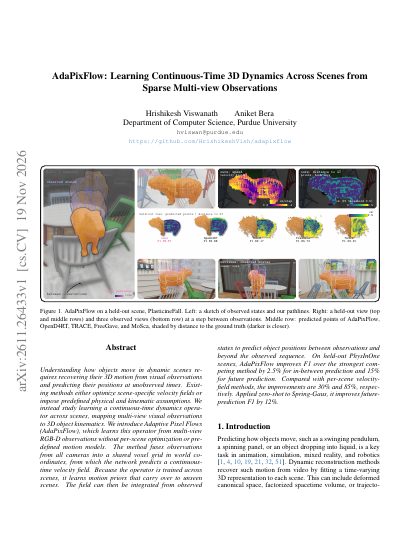 AdaPixFlow: Learning Continuous-Time 3D Dynamics Across Scenes from
Sparse Multi-view Observations
Hrishikesh Viswanath Aniket Bera
Department of Computer Science, Purdue University
hviswan@purdue.edu
https://github.com/HrishikeshVish/adapixflow
arXiv:2611.26433v1 [cs.CV] 19 Nov 2026
Figure 1. AdaPixFlow on a held-out scene, PlasticineFall. Left: a sketch of observed states and our pathlines. Right: a held-out view (top
and middle rows) and three observed views (bottom row) at a step between observations. Middle row: predicted points of AdaPixFlow,
OpenD4RT, TRACE, FreeGave, and MoSca, shaded by distance to the ground truth (darker is closer).
Abstract
Understanding how objects move in dynamic scenes re-
quires recovering their 3D motion from visual observations
and predicting their positions at unobserved times. Exist-
ing methods either optimize scene-specific velocity fields or
impose predefined physical and kinematic assumptions. We
instead study learning a continuous-time dynamics opera-
tor across scenes, mapping multi-view visual observations
to 3D object kinematics. We introduce Adaptive Pixel Flows
(AdaPixFlow), which learns this operator from multi-view
RGB-D observations without per-scene optimization or pre-
defined motion models. The method fuses observations
from all cameras into a shared voxel grid in world co-
ordinates, from which the network predicts a continuous-
time velocity field. Because the operator is trained across
scenes, it learns motion priors that carry over to unseen
scenes. The field can then be integrated from observed
states to predict object positions between observations and
beyond the observed sequence. On held-out PhysInOne
scenes, AdaPixFlow improves F1 over the strongest com-
peting method by 2.5% for in-between prediction and 15%
for future prediction. Compared with per-scene velocity-
field methods, the improvements are 30% and 85%, respec-
tively. Applied zero-shot to Spring-Gaus, it improves future-
prediction F1 by 12%.
1. Introduction
Predicting how objects move, such as a swinging pendulum,
a spinning panel, or an object dropping into liquid, is a key
task in animation, simulation, mixed reality, and robotics
[1, 4, 10, 19, 21, 32, 51]. Dynamic reconstruction methods
recover such motion from video by fitting a time-varying
3D representation to each scene. This can include deformed
canonical space, factorized spacetime volume, or trajecto-